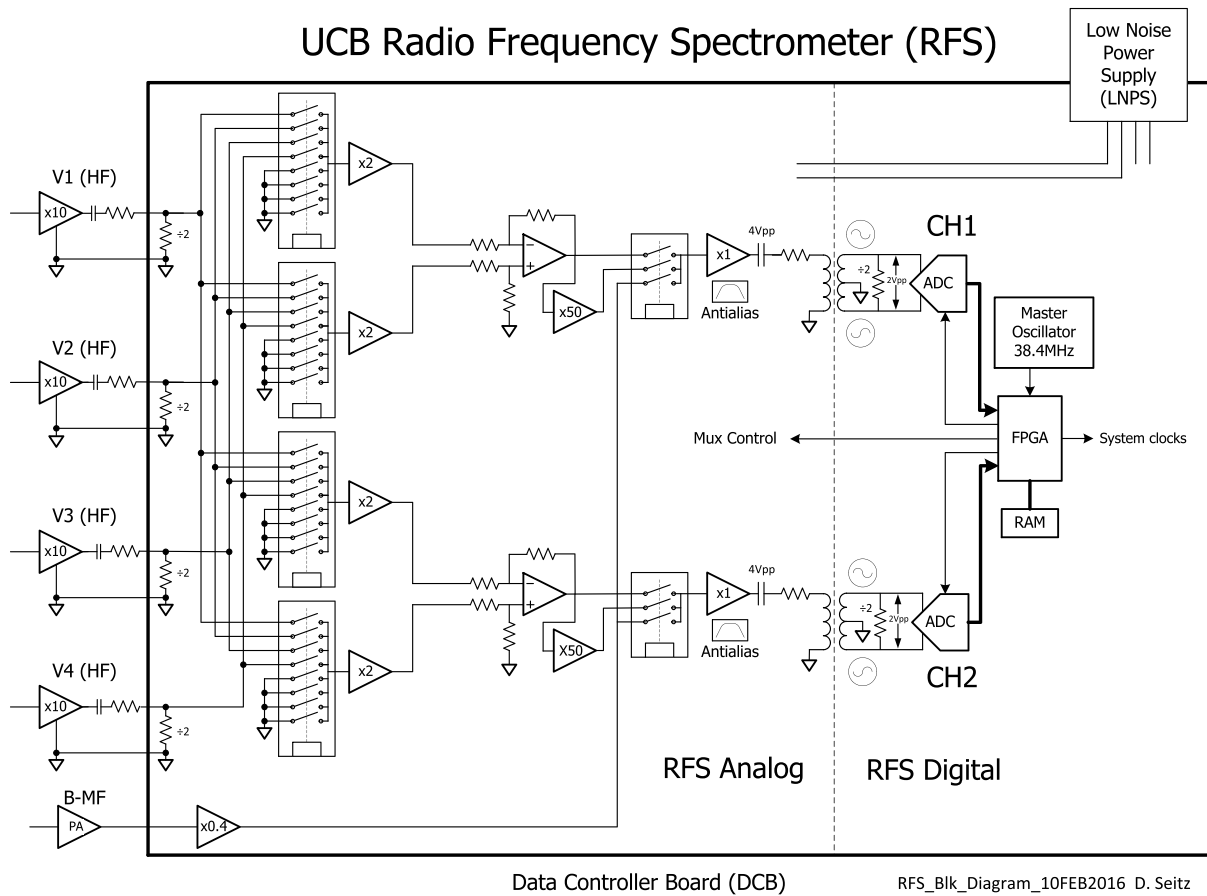 UCB Radio Frequency Spectrometer (RFS)
Low Noise
Power
Supply
(LNPS)
V1 (HF)
x10
÷2
x2
V2 (HF)
x10
÷2
x2
V3 (HF)
x10
÷2
x2
V4 (HF)
x10
÷2
x2
B-MF
PA
x0.4
−
+
x50
x1
4Vpp
Antialias
÷2
2Vpp
CH1
ADC
Master
Oscillator
38.4MHz
Mux Control
FPGA
System clocks
RAM
−
+
X50
x1
4Vpp
Antialias
÷2
2Vpp
ADC
CH2
RFS Analog
RFS Digital
Data Controller Board (DCB)
RFS_Blk_Diagram_10FEB2016 D. Seitz